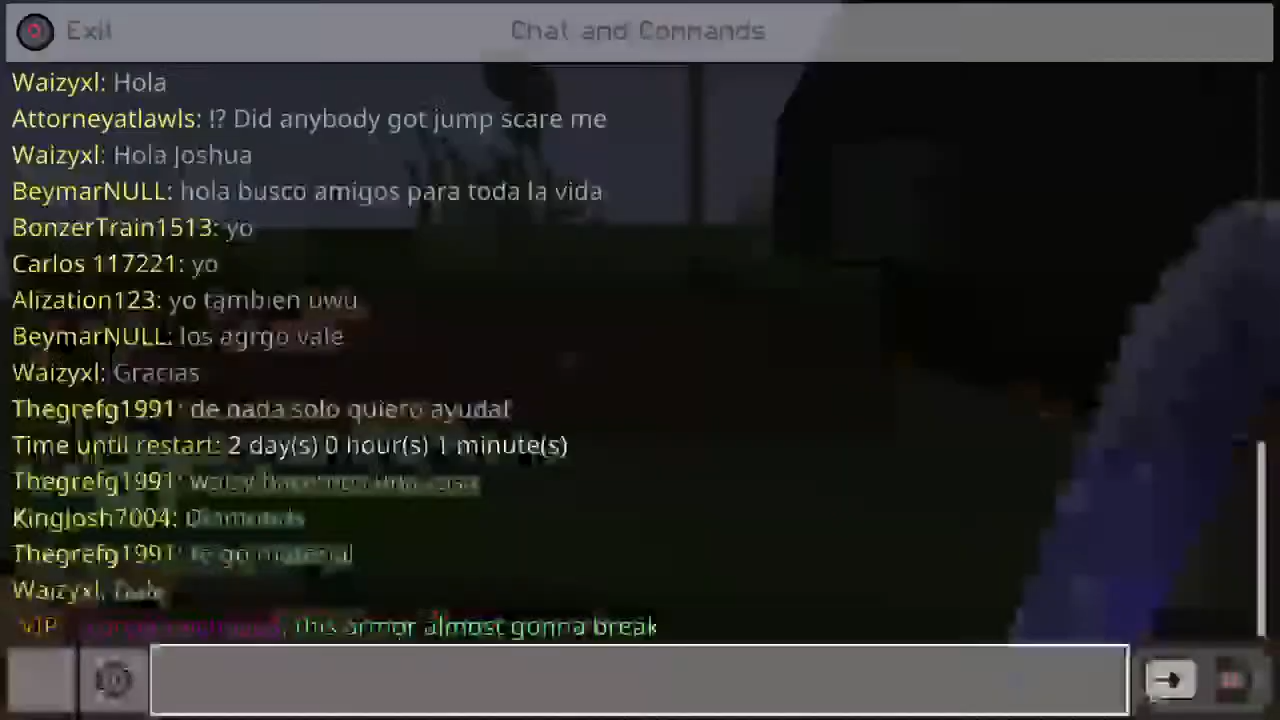 Exit
Chat and Commands
Waizyxl: Hola
Attorneyatlawls: !? Did anybody got jump scare me
Waizyxl: Hola Joshua
BeymarNULL: hola busco amigos para toda la vida
BonzerTrain1513: yo
Carlos 117221: yo
Alization123: yo tambien uwu
BeymarNULL: los agrgo vale
Waizyxl: Gracias
Thegrefg1991: de nada solo quiero ayudal
Time until restart: 2 day(s) 0 hour(s) 1 minute(s)
Thegrefg1991:
KingJosh7004: Diamonds
Thegrefg1991: material
Waizyxl: Dale
VIP this armor almost gonna break